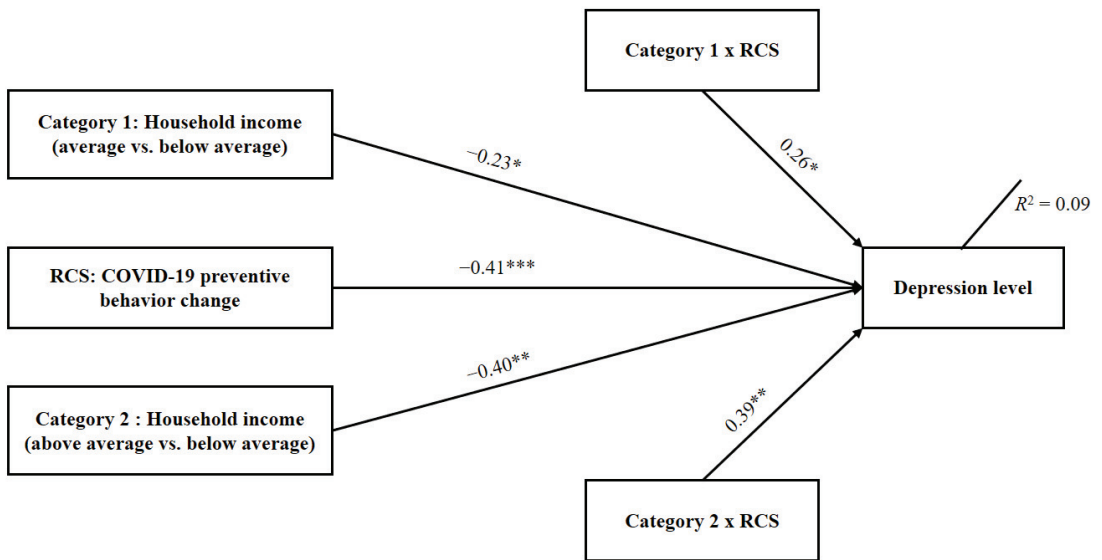 Category 1 x RCS
Category 1: Household income
(average vs. below average)
−0.23*
0.26*
R² = 0.09
RCS: COVID-19 preventive
behavior change
−0.41***
Depression level
−0.40**
Category 2 : Household income
(above average vs. below average)
0.39**
Category 2 x RCS